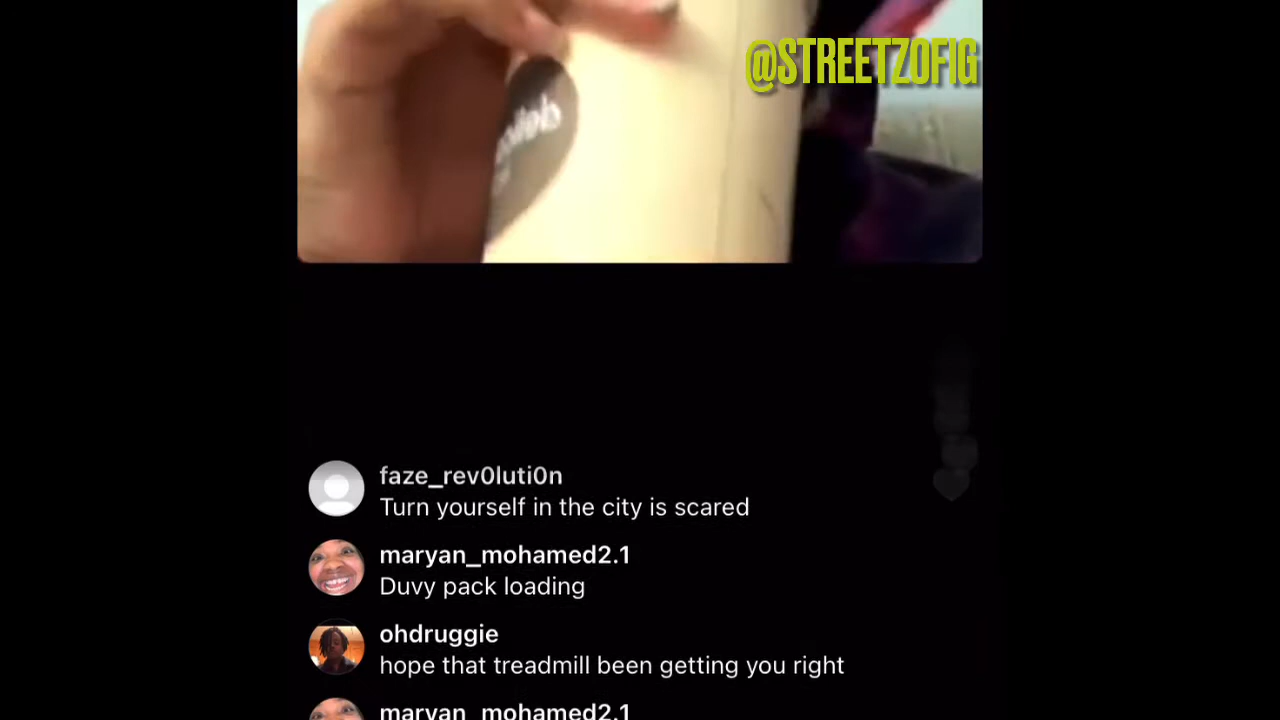 @STREETZOFIG
faze_rev0luti0n
Turn yourself in the city is scared
maryan_mohamed2.1
Duvy pack loading
ohdruggie
hope that treadmill been getting you right
maryan_mohamed2.1